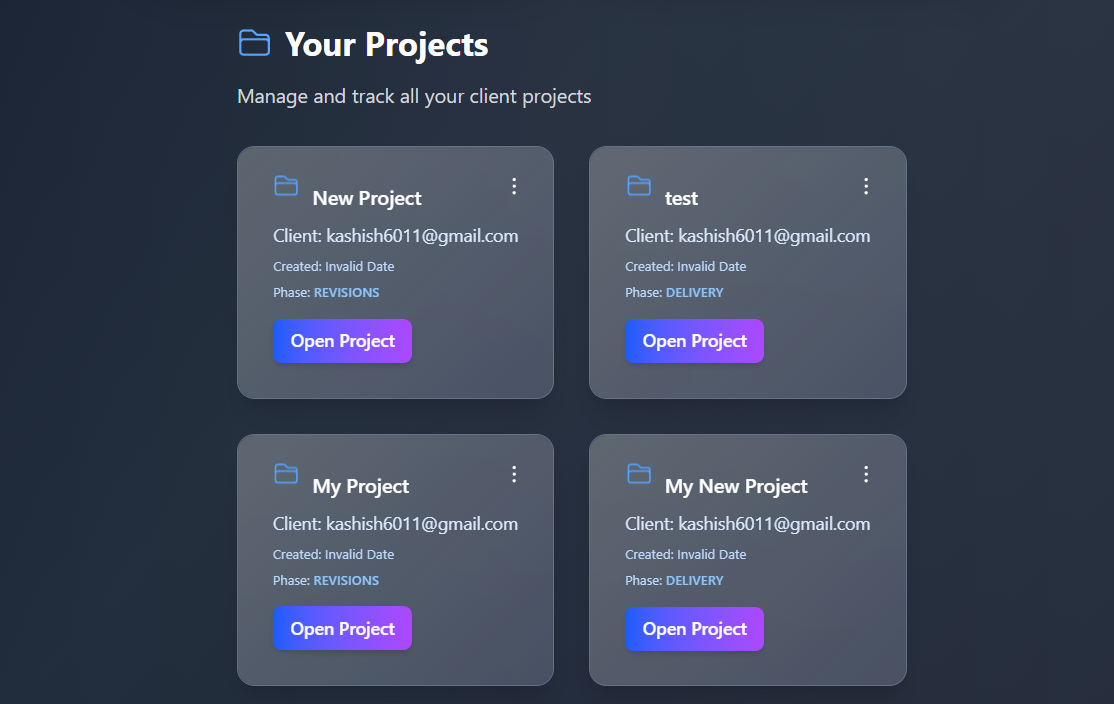 Your Projects
Manage and track all your client projects
New Project
Client: kashish6011@gmail.com
Created: Invalid Date
Phase: REVISIONS
Open Project
test
Client: kashish6011@gmail.com
Created: Invalid Date
Phase: DELIVERY
Open Project
My Project
Client: kashish6011@gmail.com
Created: Invalid Date
Phase: REVISIONS
Open Project
My New Project
Client: kashish6011@gmail.com
Created: Invalid Date
Phase: DELIVERY
Open Project